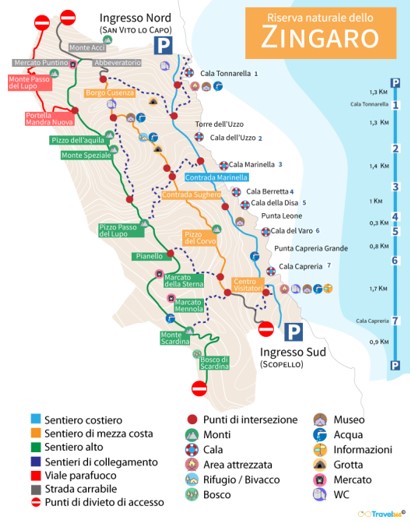 Riserva naturale dello
ZINGARO
Ingresso Nord
(SAN VITO LO CAPO)
P
Monte Acci
Mercato Puntino
Abbeveratorio
Monte Passo
del Lupo
Borgo Cusenza
Portella
Mandra Nuova
Pizzo dell'aquila
Monte Speziale
Cala Tonnarella 1
Torre dell'Uzzo
Cala dell'Uzzo 2
Cala Marinella 3
Contrada Marinella
Contrada Sughero
Cala Berretta 4
Cala della Disa 5
Punta Leone
Cala del Varo 6
Punta Capreria Grande
Cala Capreria 7
Pizzo Passo
del Lupo
Pizzo
del Corvo
Pianello
Marcato
della Sterna
Centro
Visitatori
Marcato
Mennola
Monte
Scardina
Bosco di
Scardina
P
Ingresso Sud
(SCOPELLO)
P
1,3 KM
Cala Tonnarella 1
1,3 KM
2
1,4 KM
3
1 KM
4
0,3 KM
5
0,8 KM
6
1,7 KM
Cala Capreria 7
0,9 KM
P
Sentiero costiero
Sentiero di mezza costa
Sentiero alto
Sentieri di collegamento
Viale parafuoco
Strada carrabile
Punti di divieto di accesso
Punti di intersezione
Monti
Cala
Area attrezzata
Rifugio / Bivacco
Bosco
Museo
Acqua
Informazioni
Grotta
Mercato
WC
Travelus©